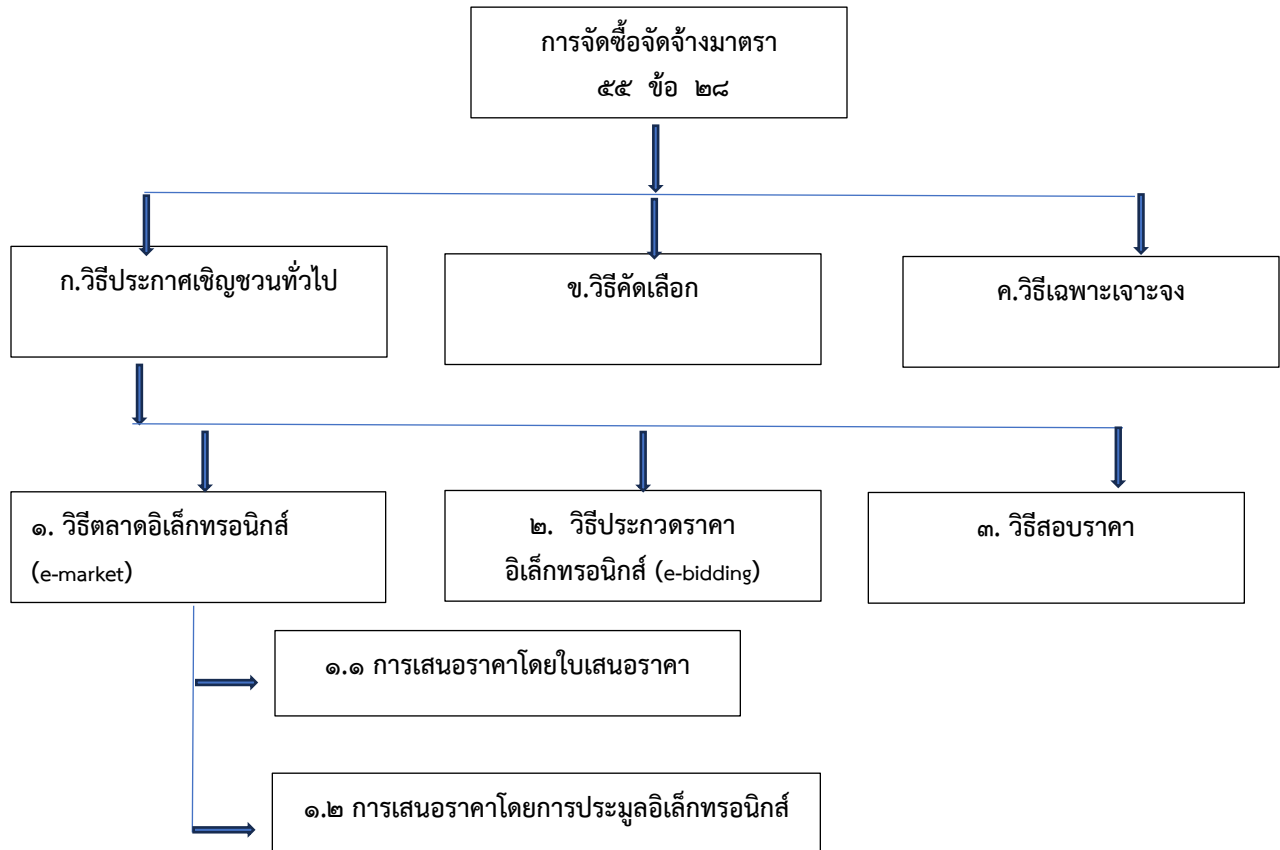 การจัดซื้อจัดจ้างมาตรา
๕๕ ข้อ ๒๘
ก.วิธีประกาศเชิญชวนทั่วไป
ข.วิธีคัดเลือก
ค.วิธีเฉพาะเจาะจง
๑. วิธีตลาดอิเล็กทรอนิกส์
(e-market)
๒. วิธีประกวดราคา
อิเล็กทรอนิกส์ (e-bidding)
๓. วิธีสอบราคา
๑.๑ การเสนอราคาโดยใบเสนอราคา
๑.๒ การเสนอราคาโดยการประมูลอิเล็กทรอนิกส์